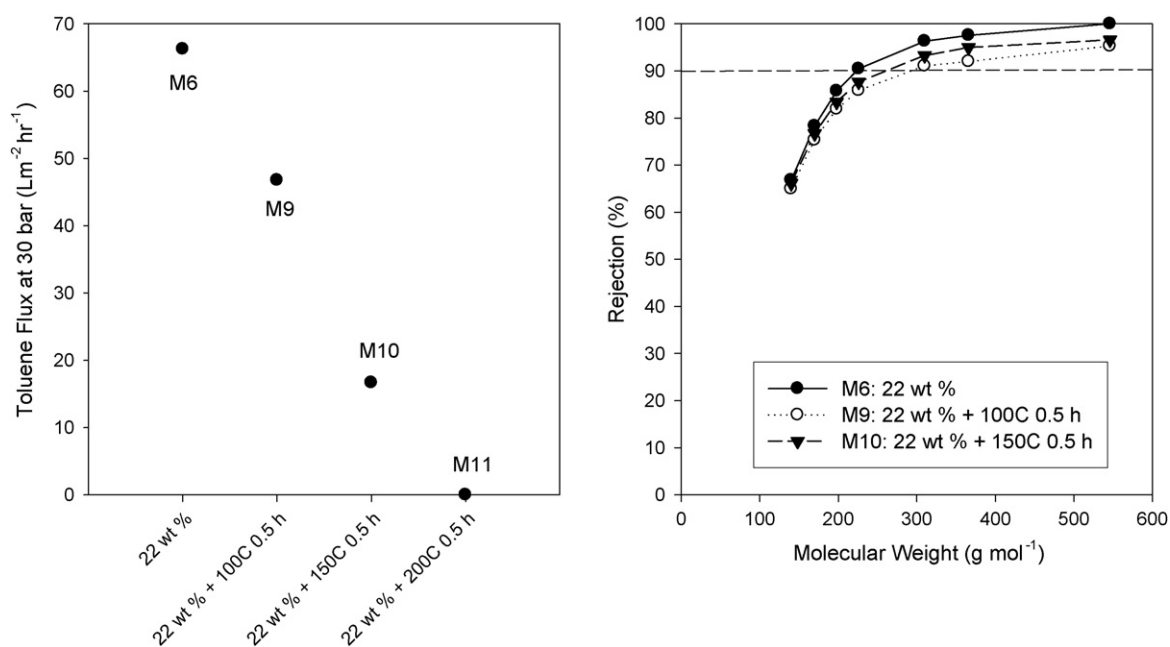 70
60
50
40
30
20
10
0
Toluene Flux at 30 bar (Lm⁻² hr⁻¹)
M6
M9
M10
M11
22 wt %
22 wt % + 100C 0.5 h
22 wt % + 150C 0.5 h
22 wt % + 200C 0.5 h
100
90
80
70
60
50
40
30
20
10
0
Rejection (%)
M6: 22 wt %
M9: 22 wt % + 100C 0.5 h
M10: 22 wt % + 150C 0.5 h
0 100 200 300 400 500 600
Molecular Weight (g mol⁻¹)